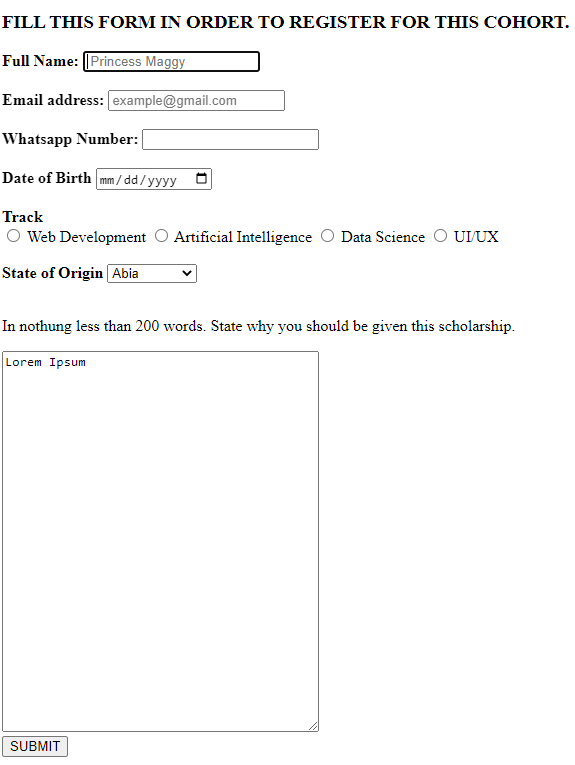 FILL THIS FORM IN ORDER TO REGISTER FOR THIS COHORT.
Full Name: Princess Maggy
Email address: example@gmail.com
Whatsapp Number:
Date of Birth mm/dd/yyyy
Track
Web Development Artificial Intelligence Data Science UI/UX
State of Origin Abia
In nothung less than 200 words. State why you should be given this scholarship.
Lorem Ipsum
SUBMIT